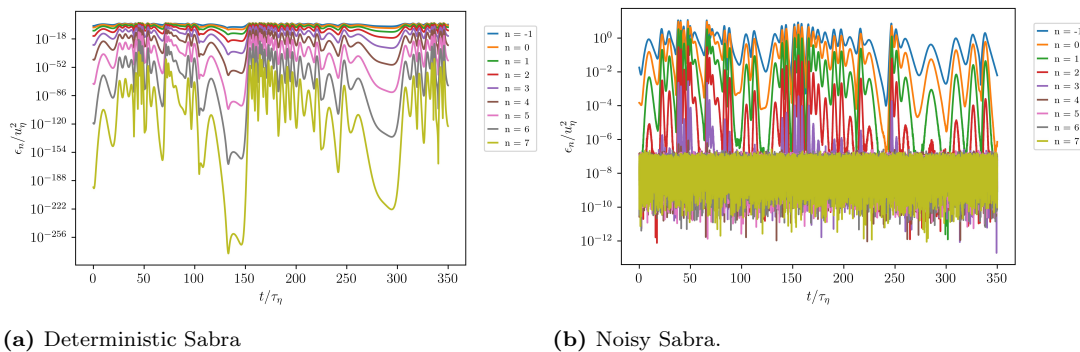 10^{-18}
10^{-52}
10^{-86}
10^{-120}
10^{-154}
10^{-188}
10^{-222}
10^{-256}
ϵ_n/u_η^2
0 50 100 150 200 250 300 350
t/τ_η
n = -1
n = 0
n = 1
n = 2
n = 3
n = 4
n = 5
n = 6
n = 7
(a) Deterministic Sabra
10^0
10^{-2}
10^{-4}
10^{-6}
10^{-8}
10^{-10}
10^{-12}
ϵ_n/u_η^2
0 50 100 150 200 250 300 350
t/τ_η
n = -1
n = 0
n = 1
n = 2
n = 3
n = 4
n = 5
n = 6
n = 7
(b) Noisy Sabra.